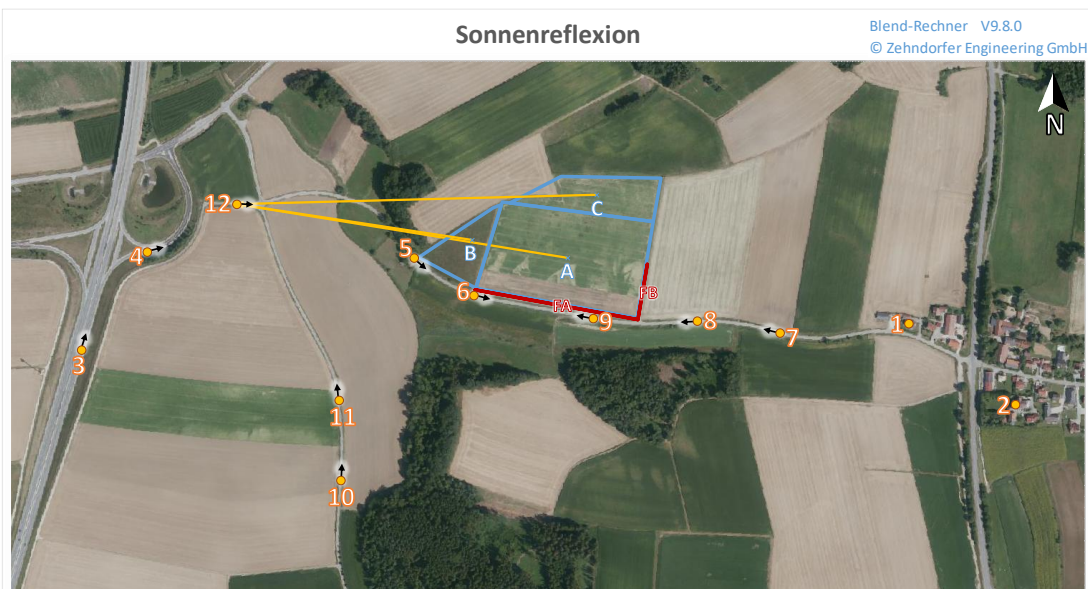 Sonnenreflexion
Blend-Rechner V9.8.0
© Zehndorfer Engineering GmbH
N
12
C
5
4
B
A
6
FA
FB
9
8
7
1
3
11
2
10